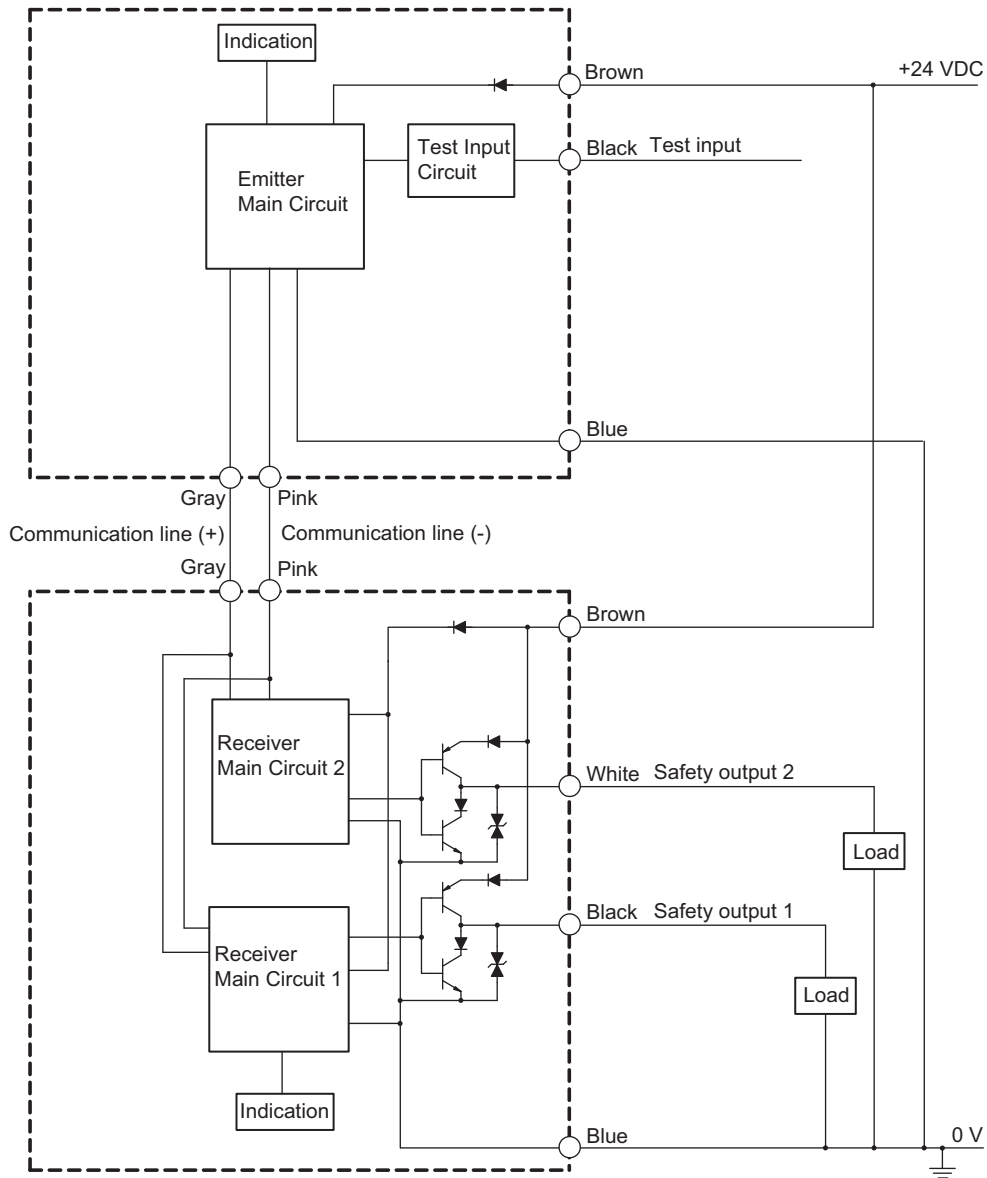 Indication
Brown
+24 VDC
Emitter
Main Circuit
Test Input
Circuit
Black Test input
Blue
Gray
Pink
Communication line (+)
Communication line (-)
Gray
Pink
Brown
Receiver
Main Circuit 2
White Safety output 2
Load
Black Safety output 1
Receiver
Main Circuit 1
Load
Indication
Blue
0 V